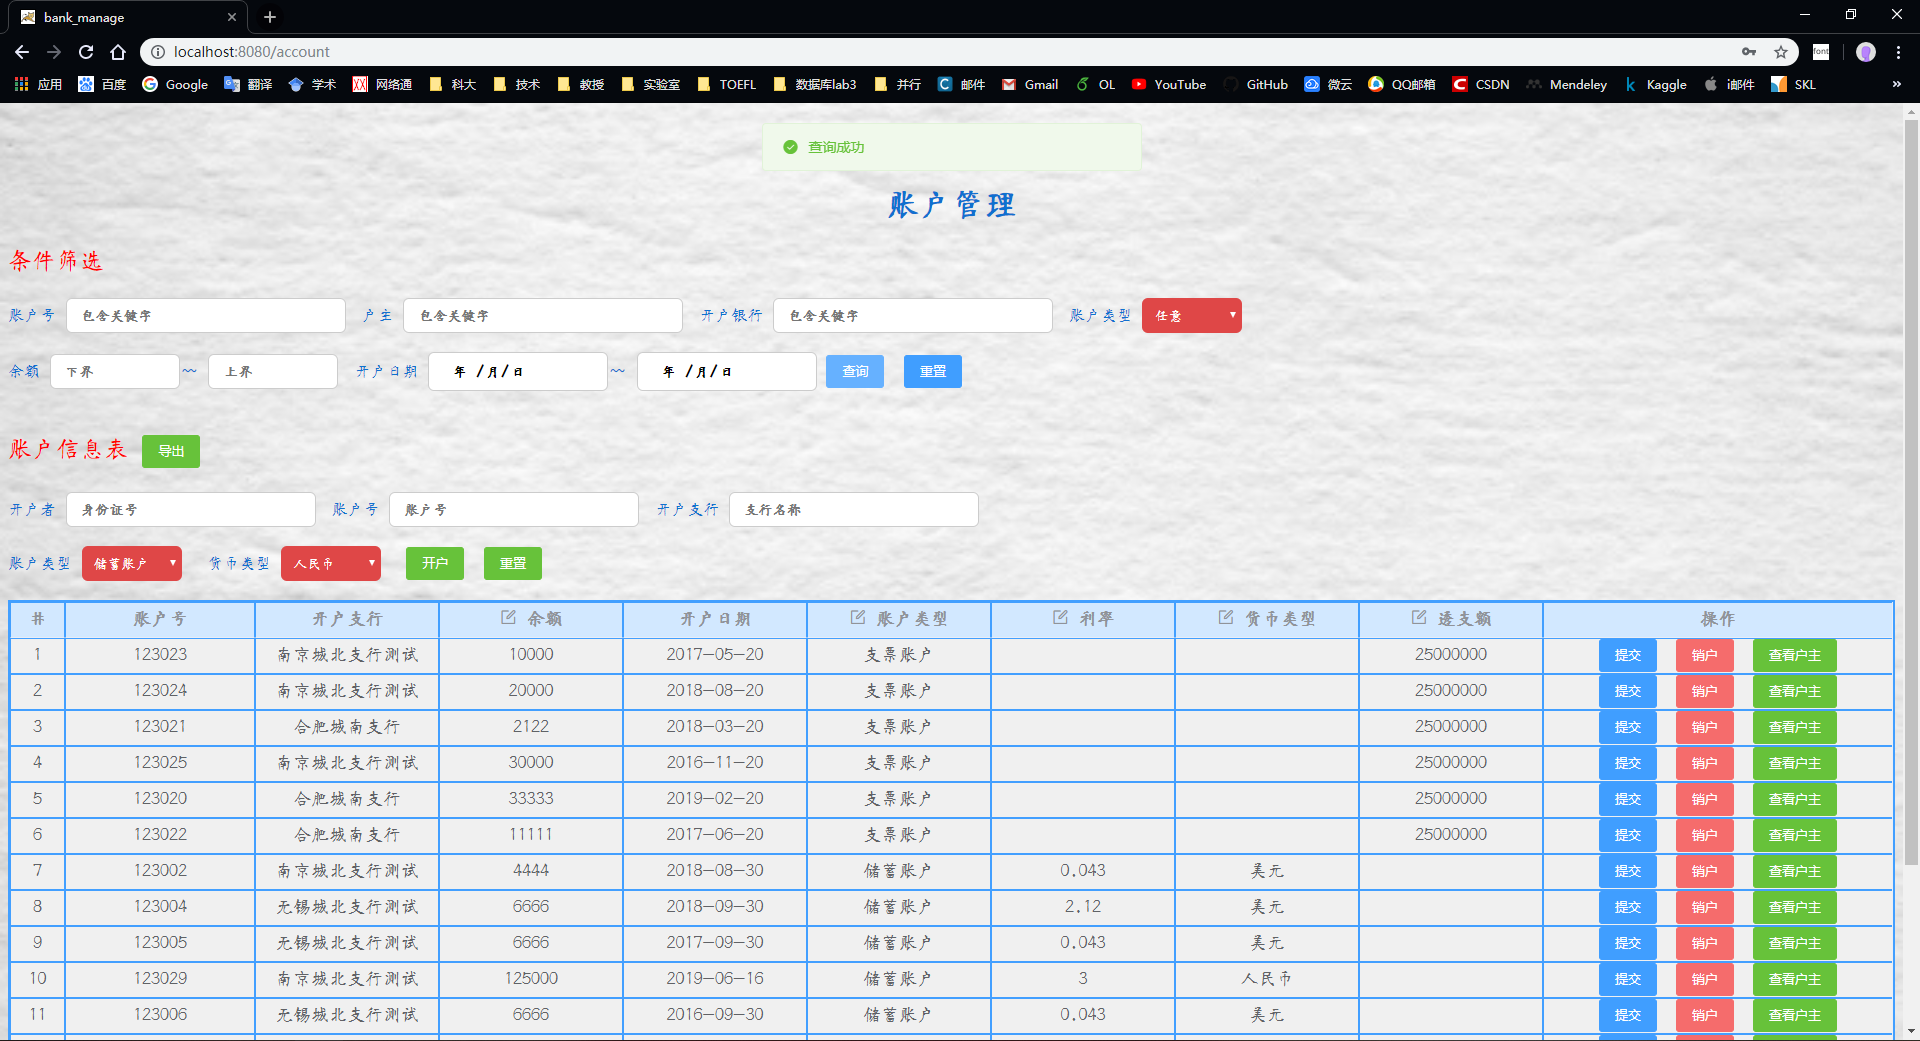 bank_manage
localhost:8080/account
font
应用 百度 Google 翻译 学术 网络通 科大 技术 教授 实验室 TOEFL 数据库lab3 并行 邮件 Gmail OL YouTube GitHub 微云 QQ邮箱 CSDN Mendeley Kaggle i邮件 SKL »
查询成功
账户管理
条件筛选
账户号 包含关键字 户主 包含关键字 开户银行 包含关键字 账户类型 任意
余额 下界 ~~ 上界 开户日期 年 /月/日 ~~ 年 /月/日 查询 重置
账户信息表 导出
开户者 身份证号 账户号 账户号 开户支行 支行名称
账户类型 储蓄账户 货币类型 人民币 开户 重置
# 账户号 开户支行 余额 开户日期 账户类型 利率 货币类型 透支额 操作
1 123023 南京城北支行测试 10000 2017-05-20 支票账户 25000000 提交 销户 查看户主
2 123024 南京城北支行测试 20000 2018-08-20 支票账户 25000000 提交 销户 查看户主
3 123021 合肥城南支行 2122 2018-03-20 支票账户 25000000 提交 销户 查看户主
4 123025 南京城北支行测试 30000 2016-11-20 支票账户 25000000 提交 销户 查看户主
5 123020 合肥城南支行 33333 2019-02-20 支票账户 25000000 提交 销户 查看户主
6 123022 合肥城南支行 11111 2017-06-20 支票账户 25000000 提交 销户 查看户主
7 123002 南京城北支行测试 4444 2018-08-30 储蓄账户 0.043 美元 提交 销户 查看户主
8 123004 无锡城北支行测试 6666 2018-09-30 储蓄账户 2.12 美元 提交 销户 查看户主
9 123005 无锡城北支行测试 6666 2017-09-30 储蓄账户 0.043 美元 提交 销户 查看户主
10 123029 南京城北支行测试 125000 2019-06-16 储蓄账户 3 人民币 提交 销户 查看户主
11 123006 无锡城北支行测试 6666 2016-09-30 储蓄账户 0.043 美元 提交 销户 查看户主